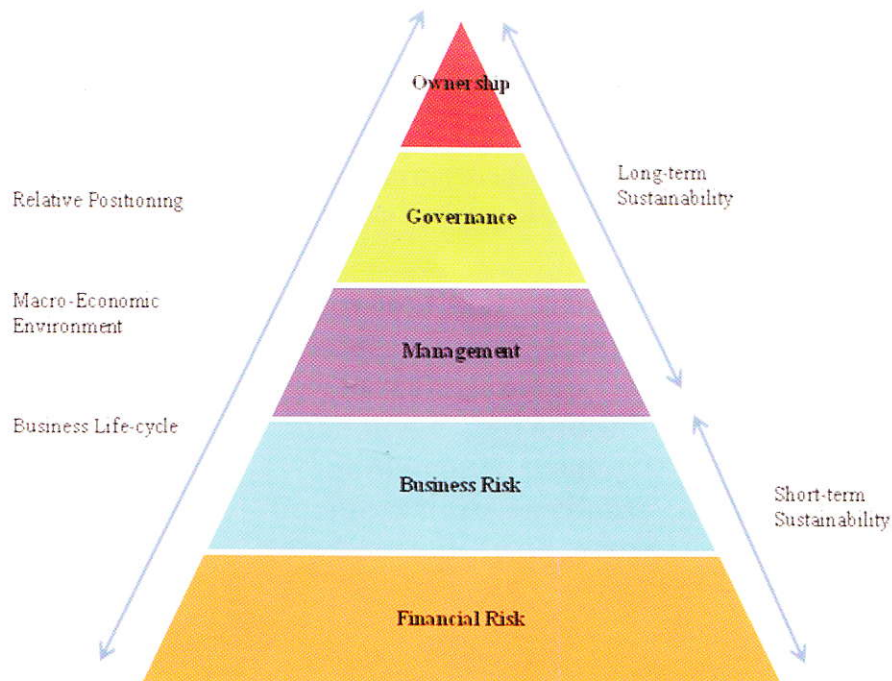 Ownership
Relative Positioning
Long-term
Sustainability
Governance
Macro-Economic
Environment
Management
Business Life-cycle
Business Risk
Short-term
Sustainability
Financial Risk